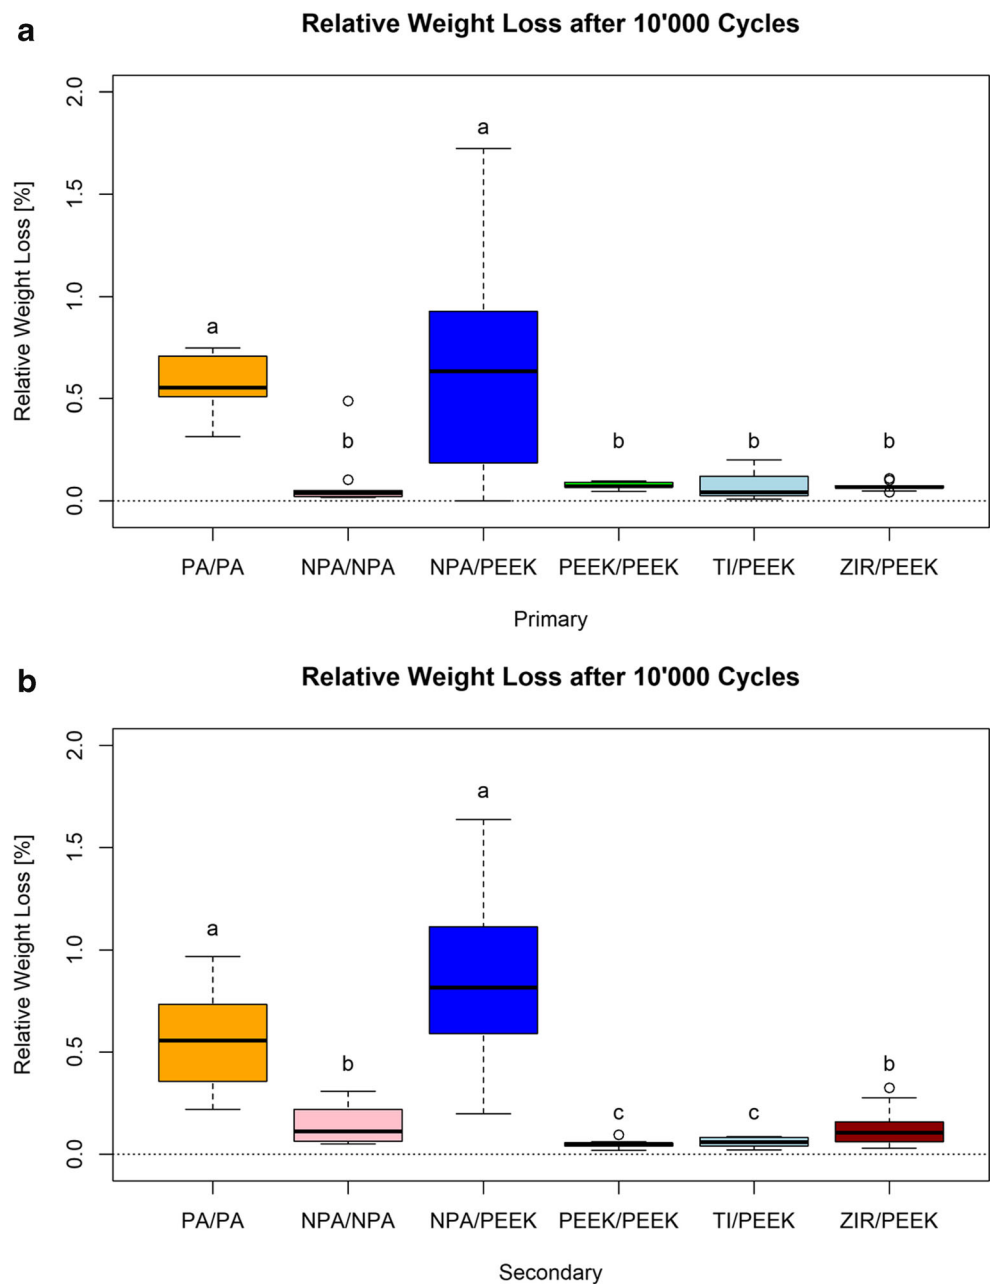 a
Relative Weight Loss after 10'000 Cycles
Relative Weight Loss [%]
2.0
1.5
1.0
0.5
0.0
a
b
a
b
b
b
PA/PA
NPA/NPA
NPA/PEEK
PEEK/PEEK
TI/PEEK
ZIR/PEEK
Primary
b
Relative Weight Loss after 10'000 Cycles
Relative Weight Loss [%]
2.0
1.5
1.0
0.5
0.0
a
b
a
c
c
b
PA/PA
NPA/NPA
NPA/PEEK
PEEK/PEEK
TI/PEEK
ZIR/PEEK
Secondary